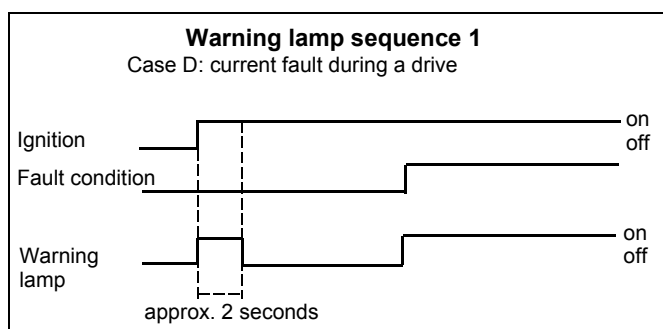 Warning lamp sequence 1
Case D: current fault during a drive
on
Ignition
off
Fault condition
on
Warning
off
lamp
approx. 2 seconds